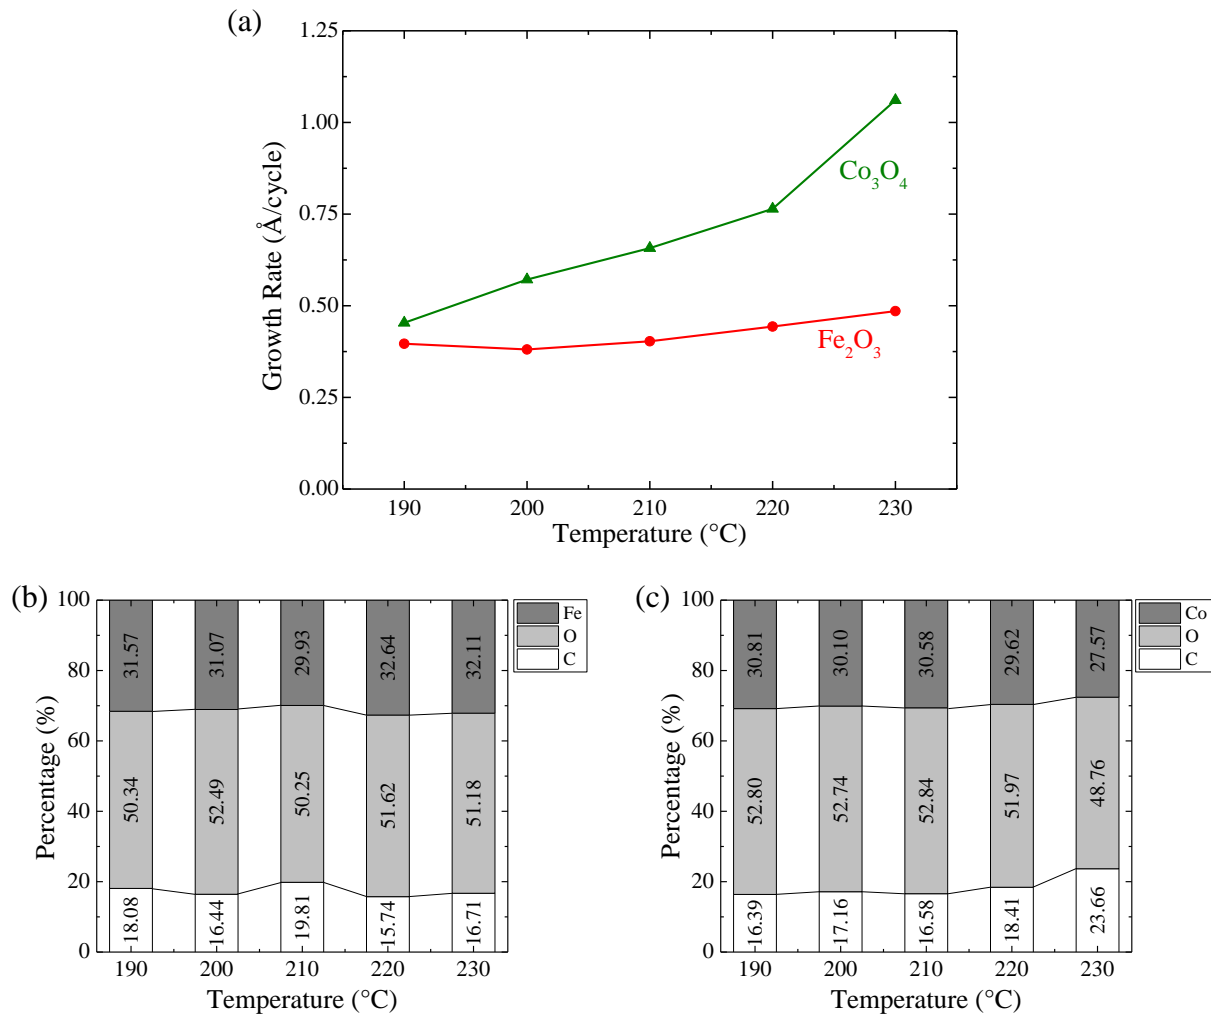 (a)
1.25
1.00
0.75
0.50
0.25
0.00
Growth Rate (Å/cycle)
Co₃O₄
Fe₂O₃
190 200 210 220 230
Temperature (°C)
(b)
100
80
60
40
20
0
Percentage (%)
31.57 31.07 29.93 32.64 32.11
50.34 52.49 50.25 51.62 51.18
18.08 16.44 19.81 15.74 16.71
Fe
O
C
190 200 210 220 230
Temperature (°C)
(c)
100
80
60
40
20
0
Percentage (%)
30.81 30.10 30.58 29.62 27.57
52.80 52.74 52.84 51.97 48.76
16.39 17.16 16.58 18.41 23.66
Co
O
C
190 200 210 220 230
Temperature (°C)